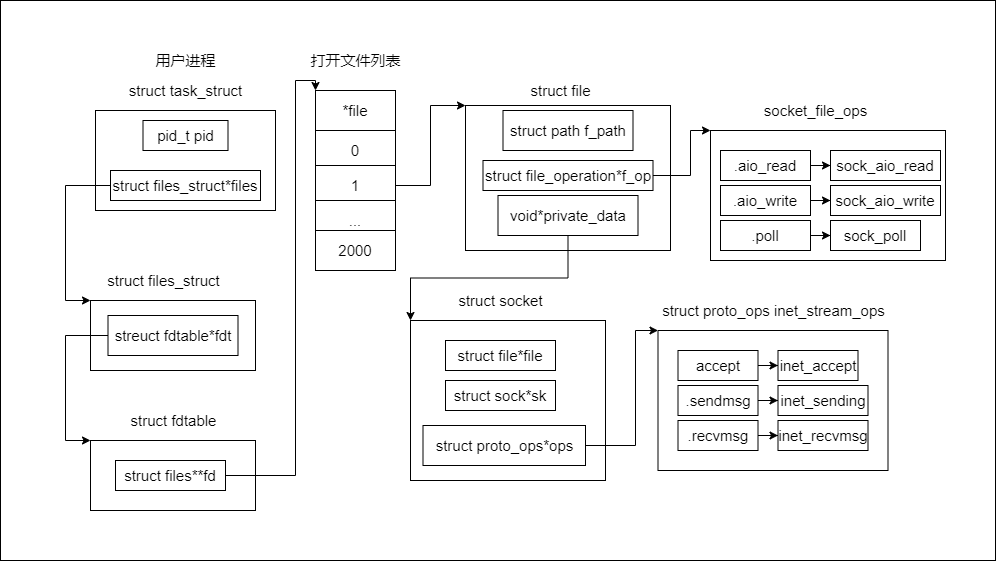 用户进程
struct task_struct
pid_t pid
struct files_struct*files
struct files_struct
streuct fdtable*fdt
struct fdtable
struct files**fd
打开文件列表
*file
0
1
...
2000
struct file
struct path f_path
struct file_operation*f_op
void*private_data
socket_file_ops
.aio_read
sock_aio_read
.aio_write
sock_aio_write
.poll
sock_poll
struct socket
struct file*file
struct sock*sk
struct proto_ops*ops
struct proto_ops inet_stream_ops
accept
inet_accept
.sendmsg
inet_sending
.recvmsg
inet_recvmsg